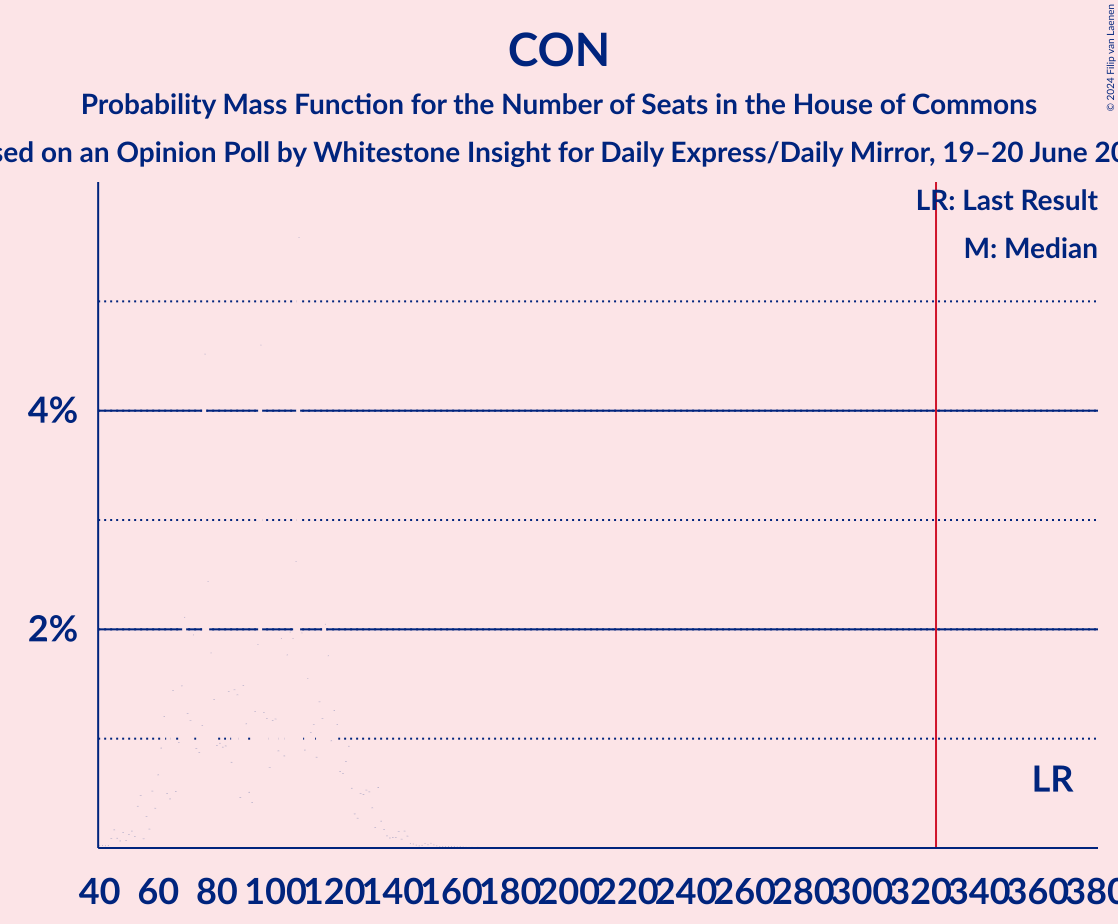 CON
Probability Mass Function for the Number of Seats in the House of Commons
sed on an Opinion Poll by Whitestone Insight for Daily Express/Daily Mirror, 19–20 June 20
© 2024 Filip van Laenen
LR: Last Result
M: Median
4%
2%
LR
40 60 80 100 120 140 160 180 200 220 240 260 280 300 320 340 360 380